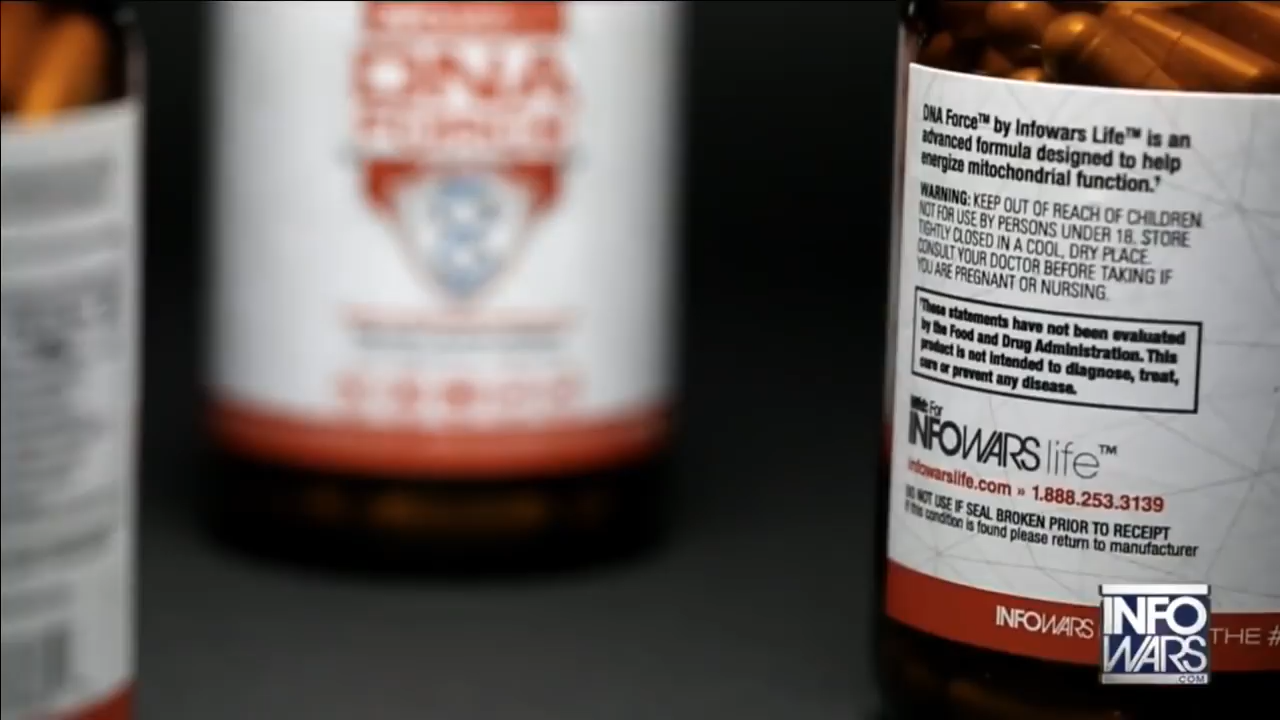 DNA
FORCE
DNA Force™ by Infowars Life™ is an
advanced formula designed to help
energize mitochondrial function.†
WARNING: KEEP OUT OF REACH OF CHILDREN.
NOT FOR USE BY PERSONS UNDER 18. STORE
TIGHTLY CLOSED IN A COOL, DRY PLACE.
CONSULT YOUR DOCTOR BEFORE TAKING IF
YOU ARE PREGNANT OR NURSING.
†These statements have not been evaluated
by the Food and Drug Administration. This
product is not intended to diagnose, treat,
cure or prevent any disease.
For
INFOWARS life™
infowarslife.com » 1.888.253.3139
DO NOT USE IF SEAL BROKEN PRIOR TO RECEIPT
If this condition is found please return to manufacturer
INFOWARS
THE #
INFO
WARS
.COM